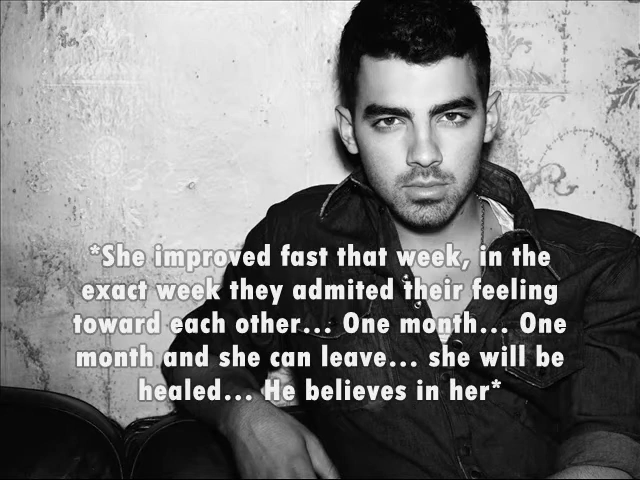 *She improved fast that week, in the
exact week they admited their feeling
toward each other... One month... One
month and she can leave... she will be
healed... He believes in her*